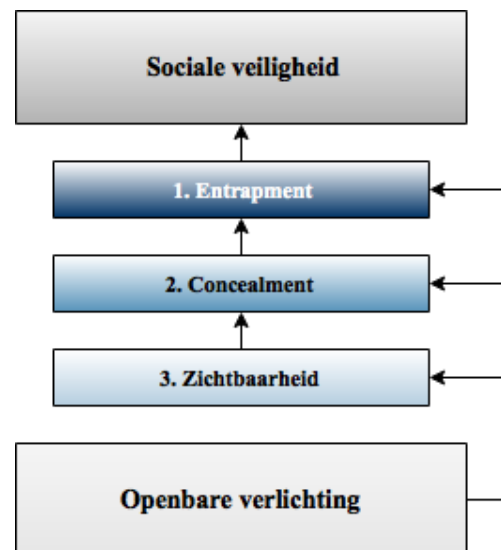 Sociale veiligheid
1. Entrapment
2. Concealment
3. Zichtbaarheid
Openbare verlichting